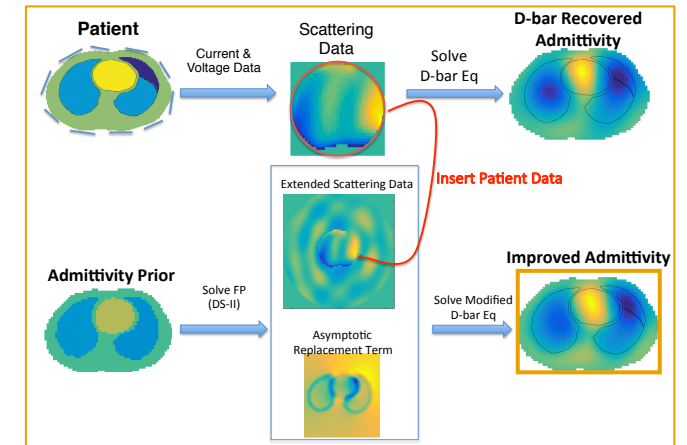 Patient
Current &
Voltage Data
Scattering
Data
Solve
D-bar Eq
D-bar Recovered
Admittivity
Insert Patient Data
Extended Scattering Data
Admittivity Prior
Solve FP
(DS-II)
Asymptotic
Replacement Term
Solve Modified
D-bar Eq
Improved Admittivity